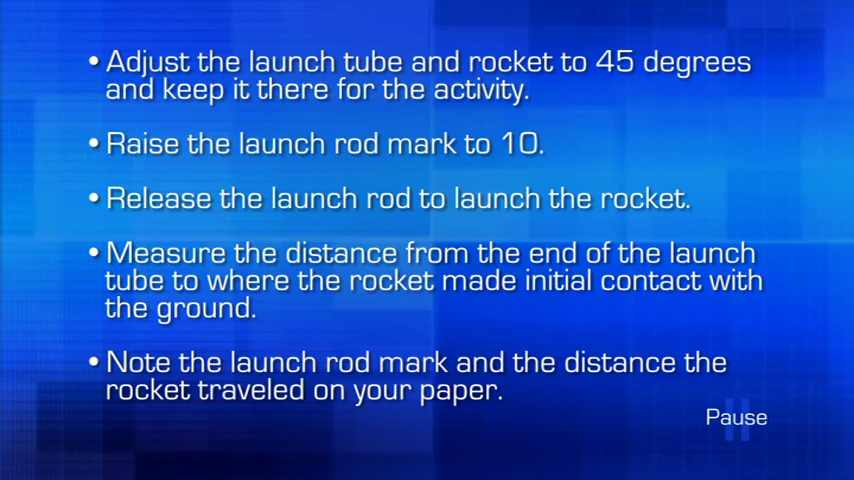 • Adjust the launch tube and rocket to 45 degrees
and keep it there for the activity.
• Raise the launch rod mark to 10.
• Release the launch rod to launch the rocket.
• Measure the distance from the end of the launch
tube to where the rocket made initial contact with
the ground.
• Note the launch rod mark and the distance the
rocket traveled on your paper.
Pause